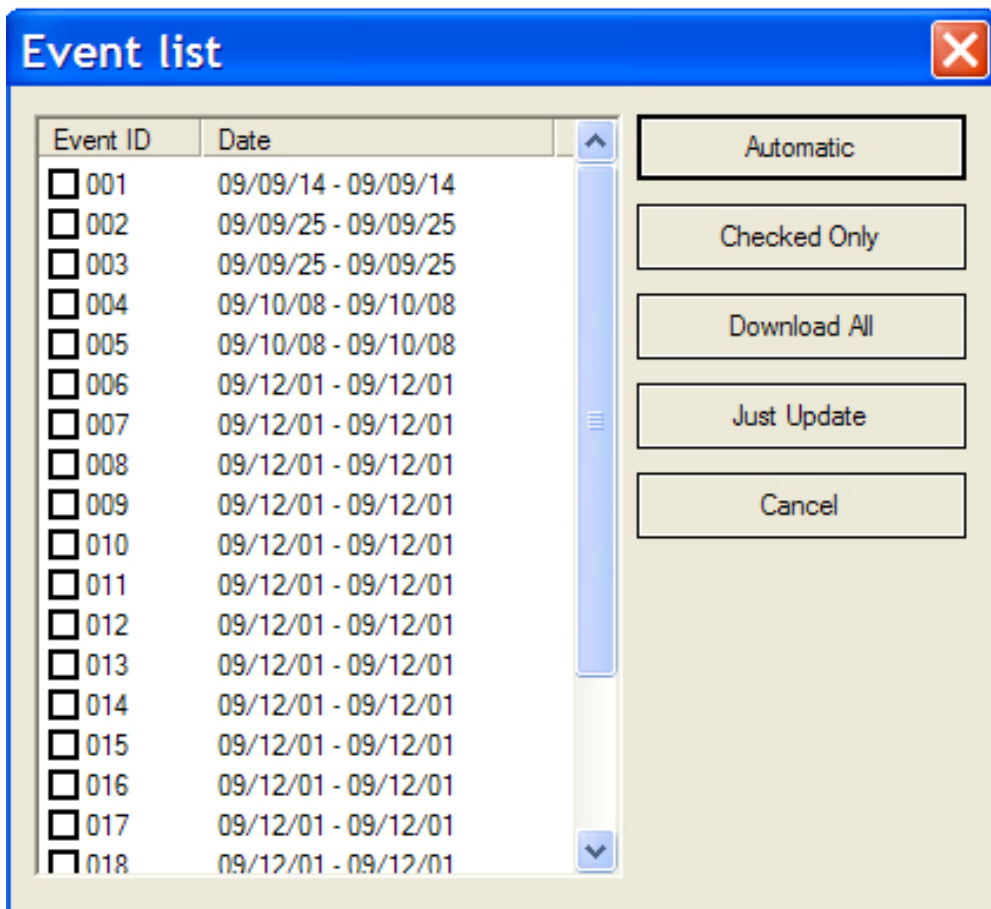 Event list
Event ID Date
001 09/09/14 - 09/09/14
002 09/09/25 - 09/09/25
003 09/09/25 - 09/09/25
004 09/10/08 - 09/10/08
005 09/10/08 - 09/10/08
006 09/12/01 - 09/12/01
007 09/12/01 - 09/12/01
008 09/12/01 - 09/12/01
009 09/12/01 - 09/12/01
010 09/12/01 - 09/12/01
011 09/12/01 - 09/12/01
012 09/12/01 - 09/12/01
013 09/12/01 - 09/12/01
014 09/12/01 - 09/12/01
015 09/12/01 - 09/12/01
016 09/12/01 - 09/12/01
017 09/12/01 - 09/12/01
018 09/12/01 - 09/12/01
Automatic
Checked Only
Download All
Just Update
Cancel